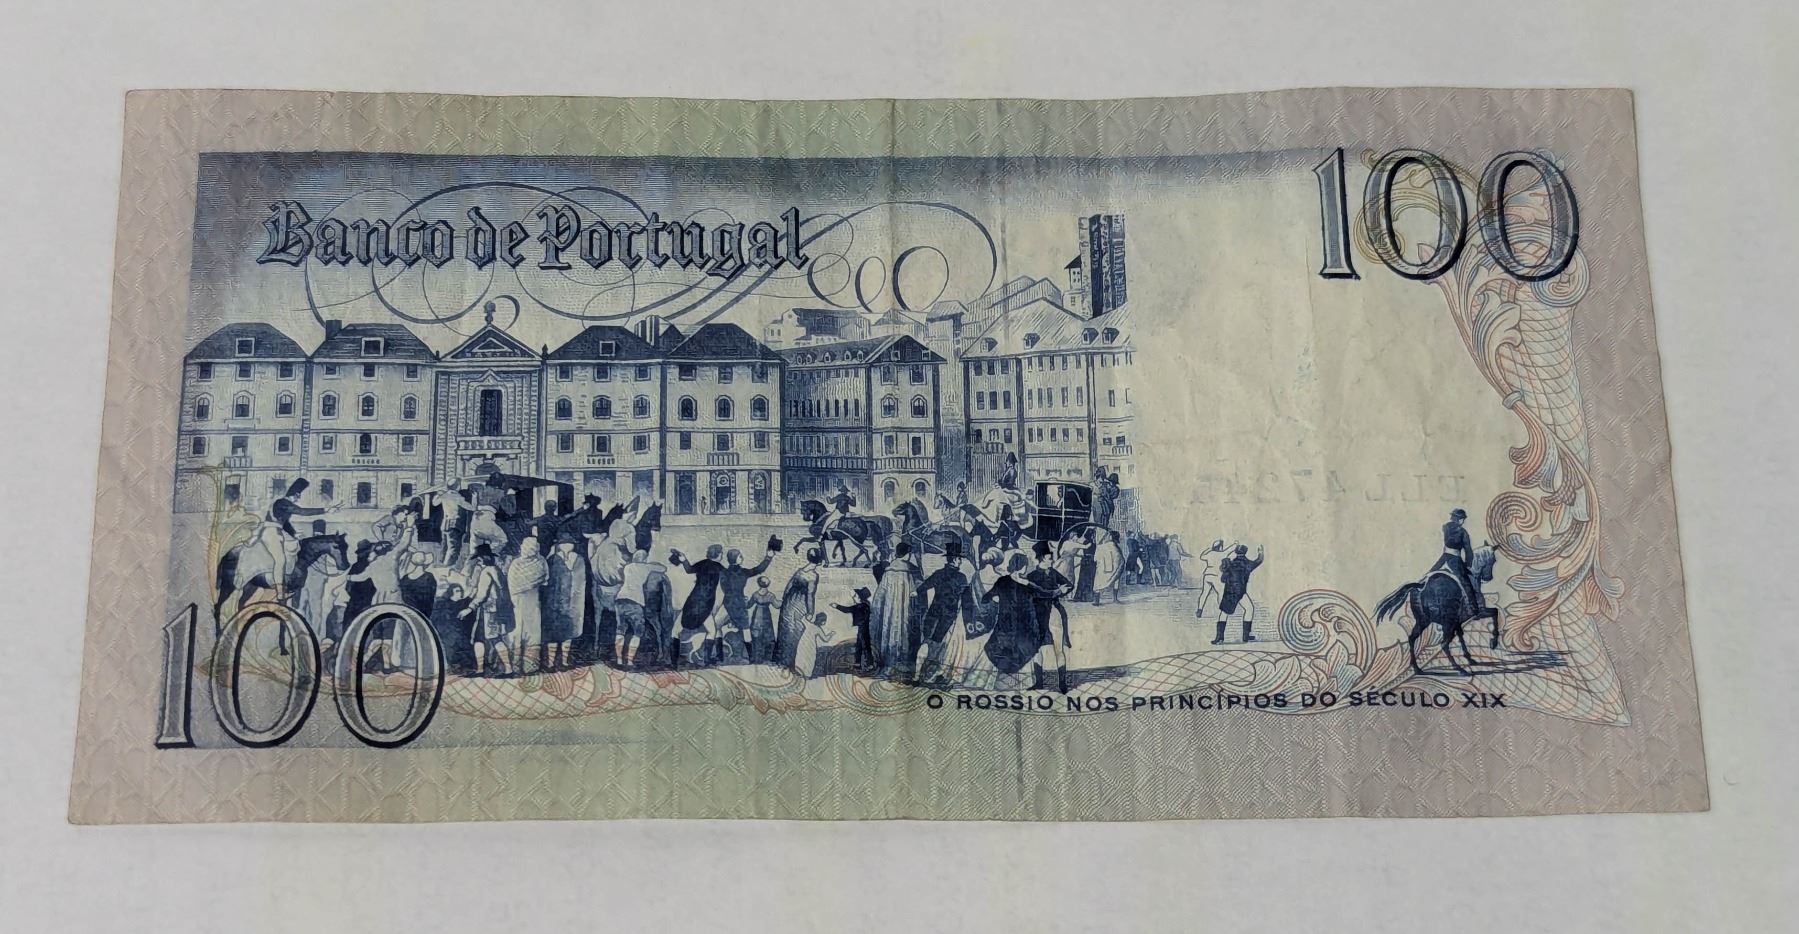 Banco de Portugal
100
100
O ROSSIO NOS PRINCÍPIOS DO SÉCULO XIX